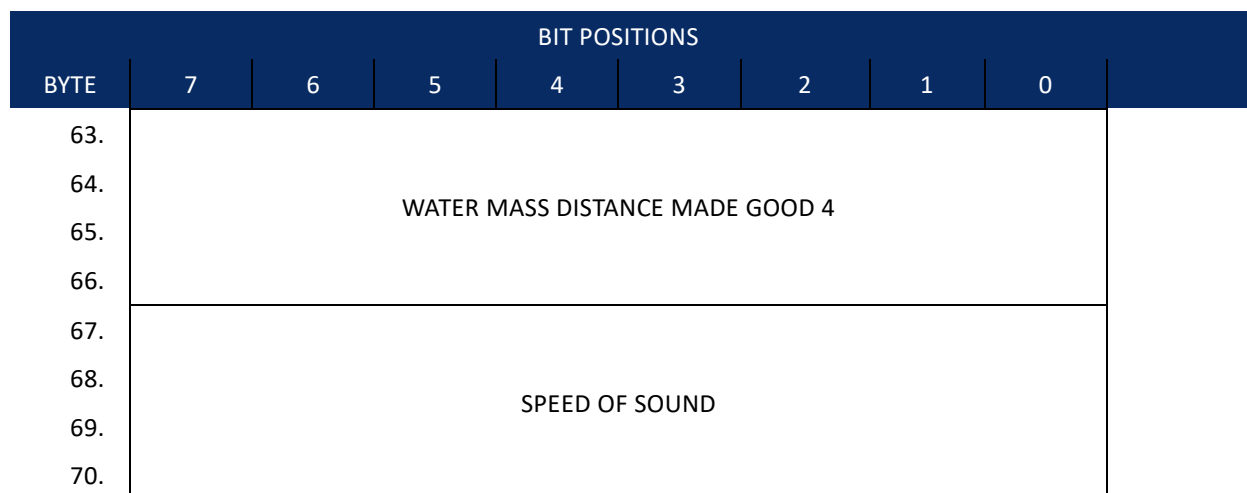 BIT POSITIONS
BYTE 7 6 5 4 3 2 1 0
63.
64.
WATER MASS DISTANCE MADE GOOD 4
65.
66.
67.
68.
SPEED OF SOUND
69.
70.